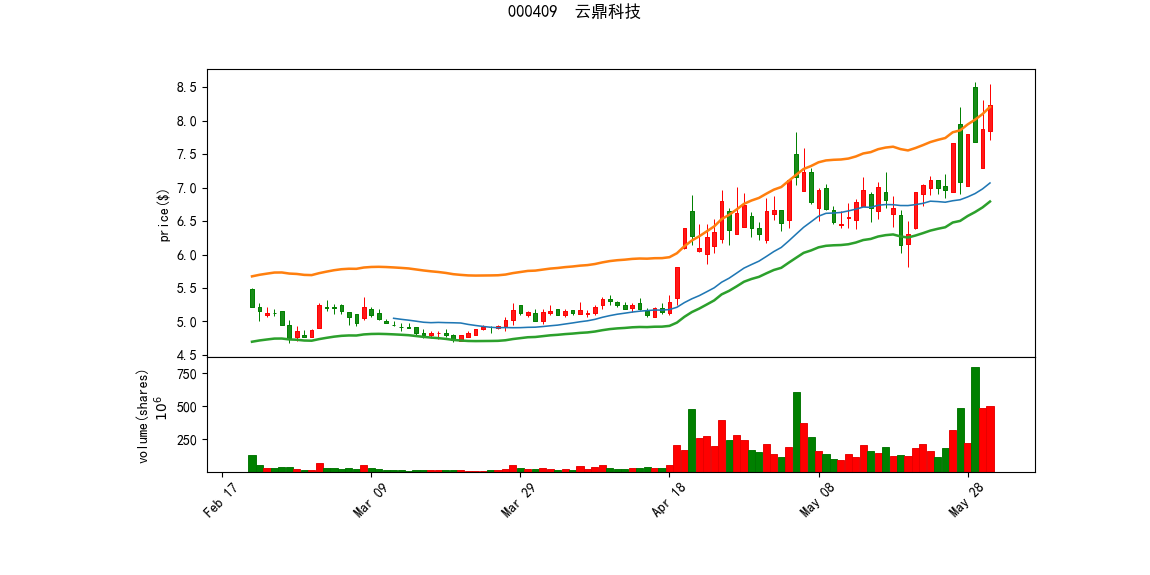 000409 云鼎科技
price($)
8.5
8.0
7.5
7.0
6.5
6.0
5.5
5.0
4.5
volume(shares)
10^6
750
500
250
Feb 17
Mar 09
Mar 29
Apr 18
May 08
May 28